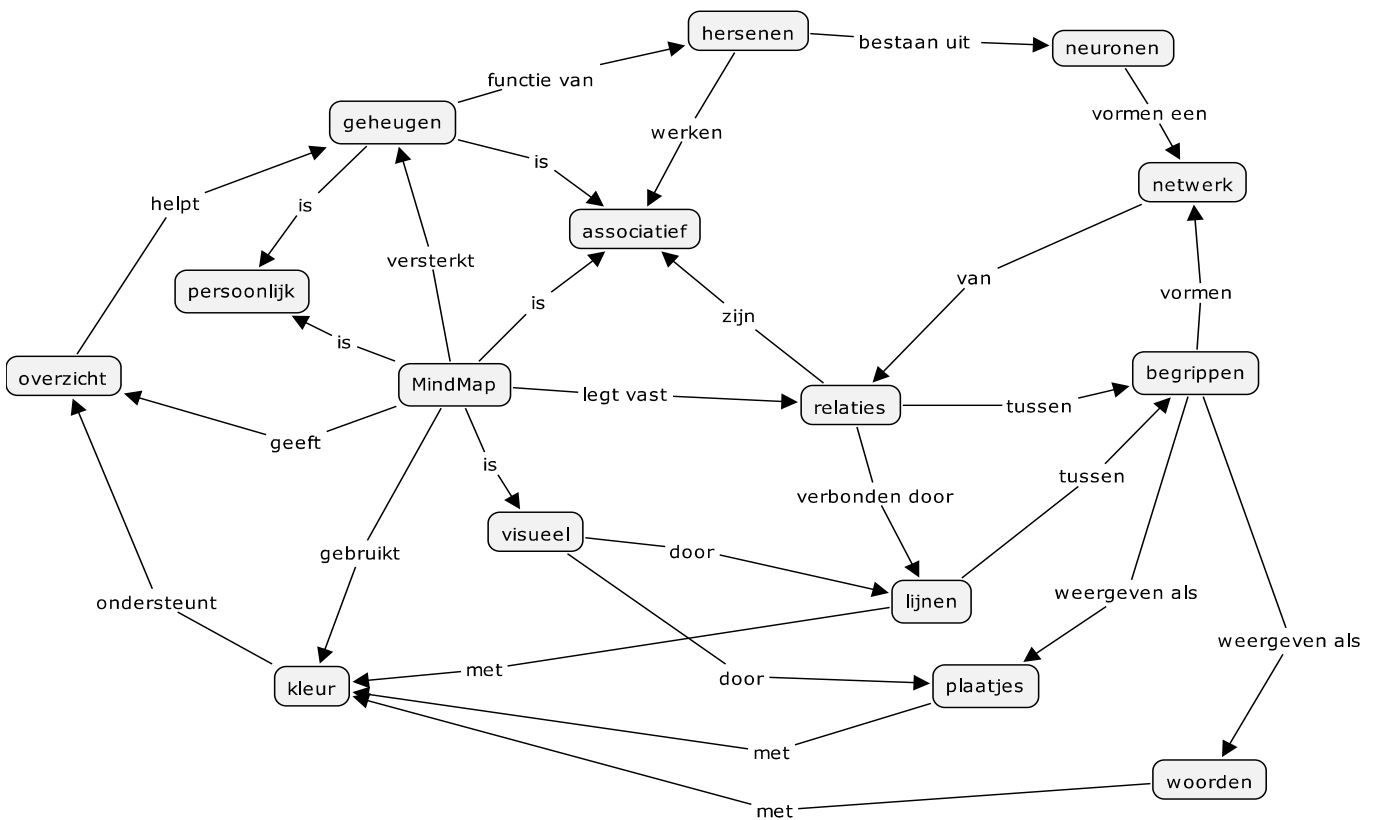 hersenen
bestaan uit
neuronen
functie van
geheugen
vormen een
werken
is
netwerk
helpt
is
associatief
versterkt
van
persoonlijk
is
vormen
zijn
is
overzicht
MindMap
begrippen
legt vast
relaties
tussen
geeft
is
tussen
verbonden door
visueel
door
gebruikt
weergeven als
ondersteunt
lijnen
weergeven als
met
door
kleur
plaatjes
met
woorden
met